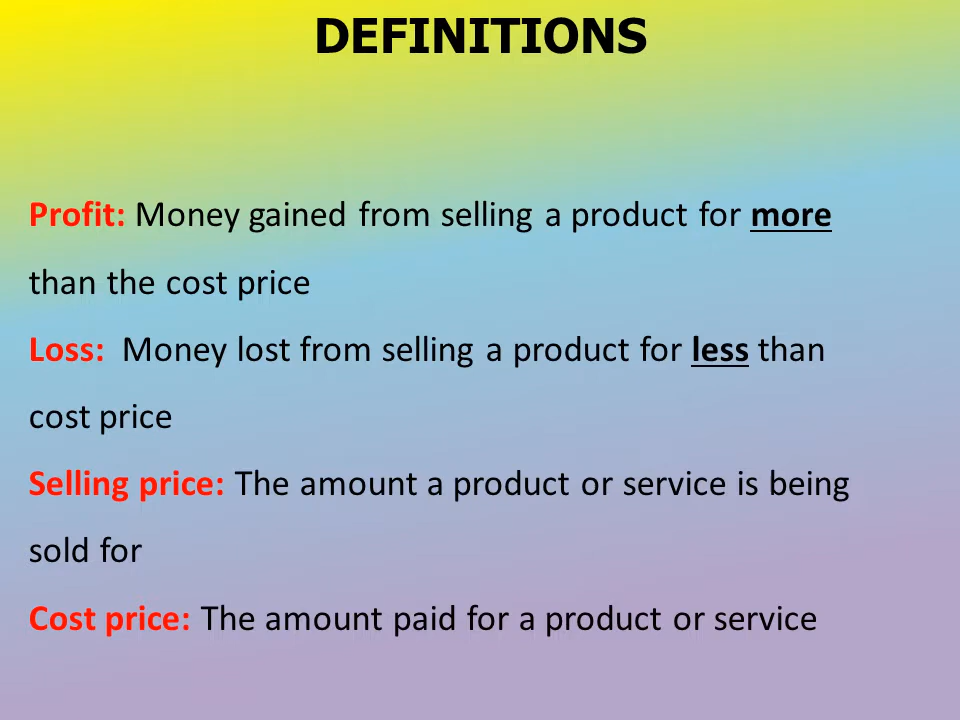 DEFINITIONS
Profit: Money gained from selling a product for more
than the cost price
Loss:  Money lost from selling a product for less than
cost price
Selling price: The amount a product or service is being
sold for
Cost price: The amount paid for a product or service